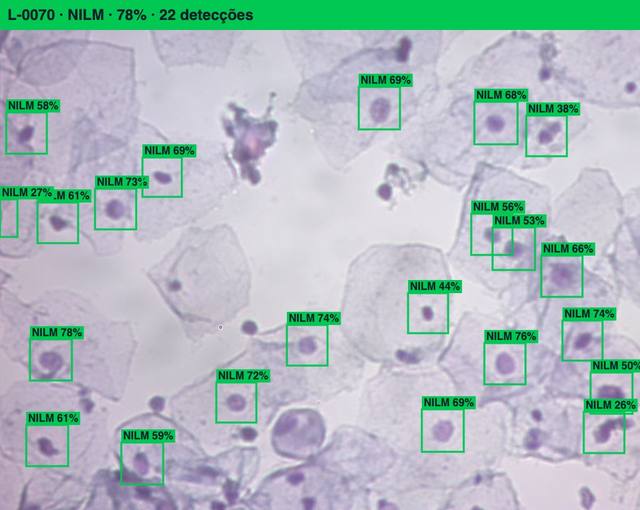 L-0070 · NILM · 78% · 22 detecções
NILM 69%
NILM 68%
NILM 58%
NILM 38%
NILM 69%
NILM 73%
NILM 27%
.M 61%
NILM 56%
NILM 53%
NILM 66%
NILM 44%
NILM 74%
NILM 74%
NILM 78%
NILM 76%
NILM 50%
NILM 72%
NILM 69%
NILM 26%
NILM 61%
NILM 59%